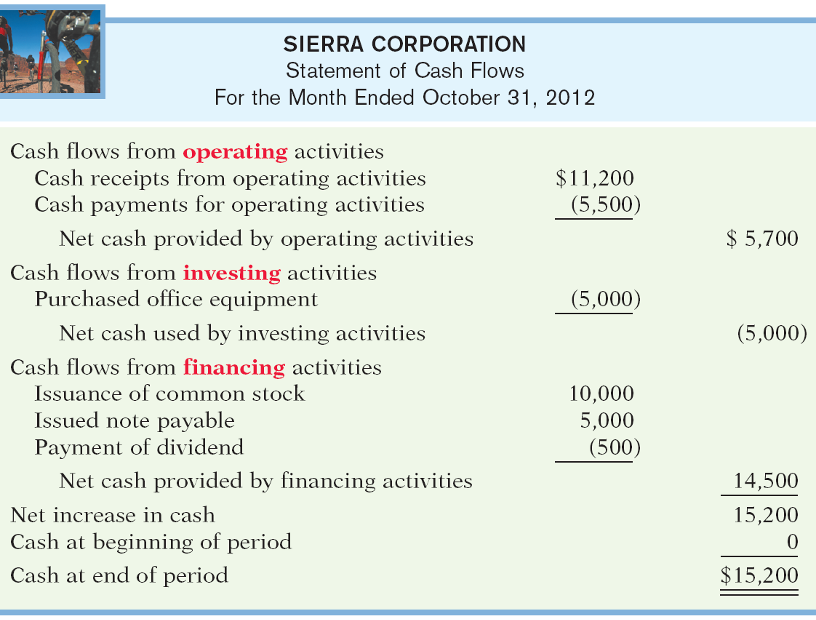 SIERRA CORPORATION
Statement of Cash Flows
For the Month Ended October 31, 2012
Cash flows from operating activities
Cash receipts from operating activities $11,200
Cash payments for operating activities (5,500)
Net cash provided by operating activities $ 5,700
Cash flows from investing activities
Purchased office equipment (5,000)
Net cash used by investing activities (5,000)
Cash flows from financing activities
Issuance of common stock 10,000
Issued note payable 5,000
Payment of dividend (500)
Net cash provided by financing activities 14,500
Net increase in cash 15,200
Cash at beginning of period 0
Cash at end of period $15,200